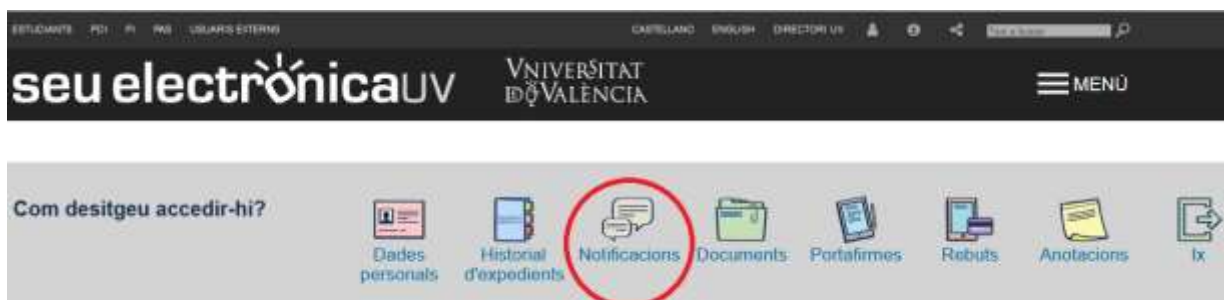 ESTUDIANTS PDI PI PAS USUARIS EXTERNS CASTELLANO ENGLISH DIRECTORI UV
seu electrònicaUV
VNIVERSITAT
DE VALÈNCIA
MENÚ
Com desitgeu accedir-hi?
Dades
personals
Historial
d'expedients
Notificacions
Documents
Portafirmes
Rebuts
Anotacions
Ix